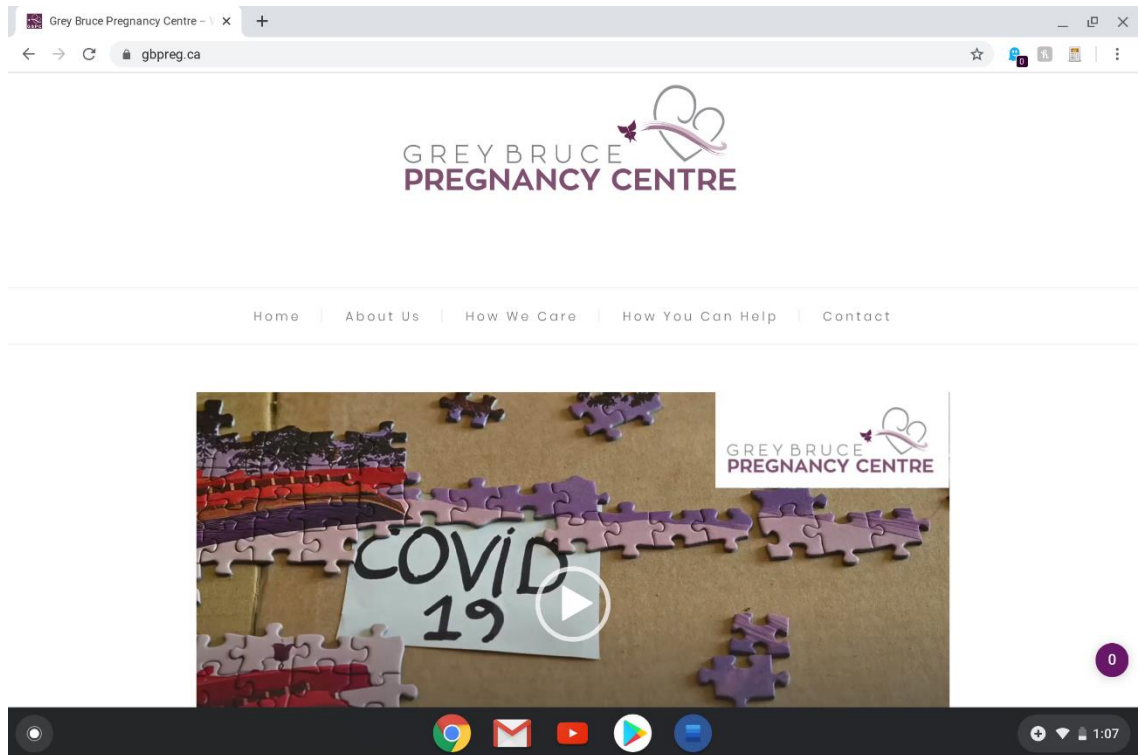 Grey Bruce Pregnancy Centre –
gbpreg.ca
0
GREY BRUCE
PREGNANCY CENTRE
Home
About Us
How We Care
How You Can Help
Contact
GREY BRUCE
PREGNANCY CENTRE
COVID
19
0
1:07